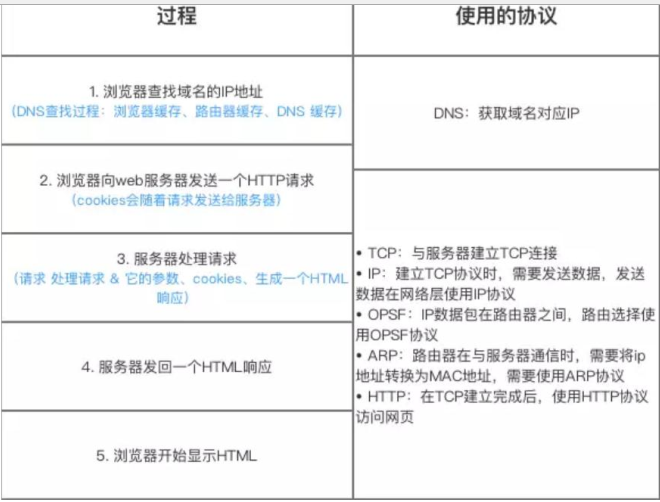 过程
使用的协议
1. 浏览器查找域名的IP地址
（DNS查找过程：浏览器缓存、路由器缓存、DNS 缓存）
DNS：获取域名对应IP
2. 浏览器向web服务器发送一个HTTP请求
（cookies会随着请求发送给服务器）
3. 服务器处理请求
（请求 处理请求 & 它的参数、cookies、生成一个HTML
响应）
4. 服务器发回一个HTML响应
5. 浏览器开始显示HTML
• TCP：与服务器建立TCP连接
• IP：建立TCP协议时，需要发送数据，发送
数据在网络层使用IP协议
• OPSF：IP数据包在路由器之间，路由选择使
用OPSF协议
• ARP：路由器在与服务器通信时，需要将ip
地址转换为MAC地址，需要使用ARP协议
• HTTP：在TCP建立完成后，使用HTTP协议
访问网页